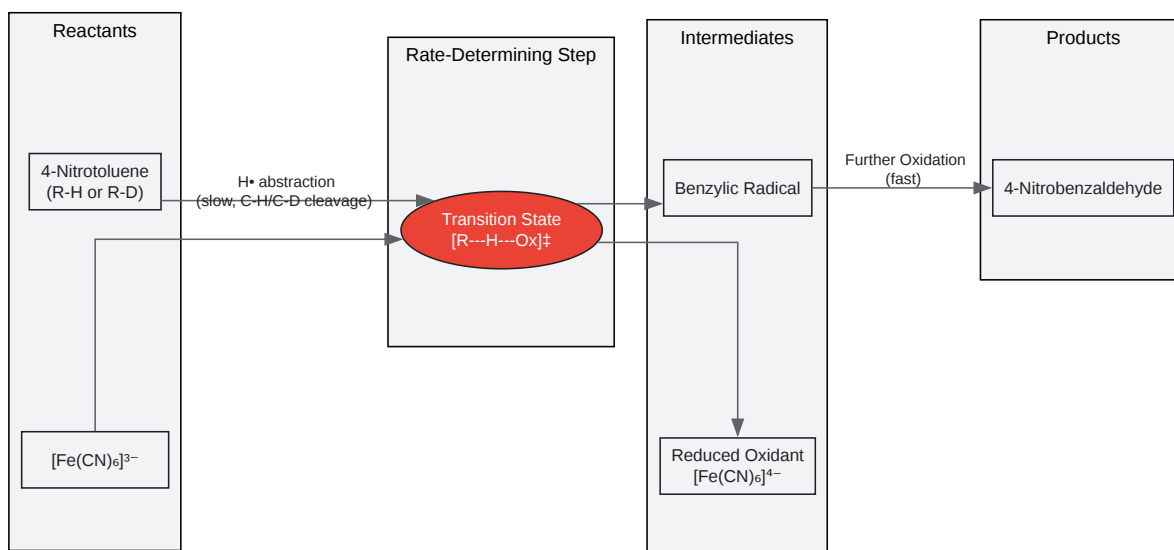 Reactants
4-Nitrotoluene
(R-H or R-D)
[Fe(CN)₆]³⁻
H• abstraction
(slow, C-H/C-D cleavage)
Rate-Determining Step
Transition State
[R---H---Ox]‡
Intermediates
Benzylic Radical
Reduced Oxidant
[Fe(CN)₆]⁴⁻
Further Oxidation
(fast)
Products
4-Nitrobenzaldehyde